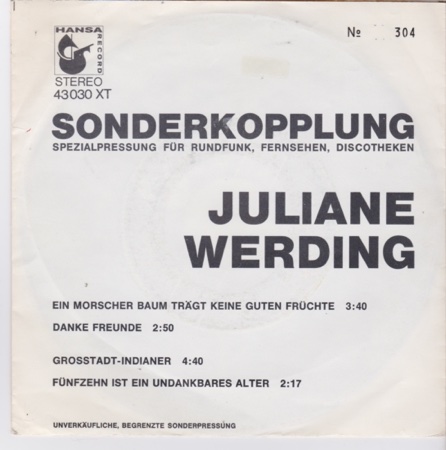 HANSA
RECORD
STEREO
43 030 XT
№ 304
SONDERKOPPLUNG
SPEZIALPRESSUNG FÜR RUNDFUNK, FERNSEHEN, DISCOTHEKEN
JULIANE
WERDING
EIN MORSCHER BAUM TRÄGT KEINE GUTEN FRÜCHTE 3:40
DANKE FREUNDE 2:50
GROSSTADT-INDIANER 4:40
FÜNFZEHN IST EIN UNDANKBARES ALTER 2:17
UNVERKÄUFLICHE, BEGRENZTE SONDERPRESSUNG